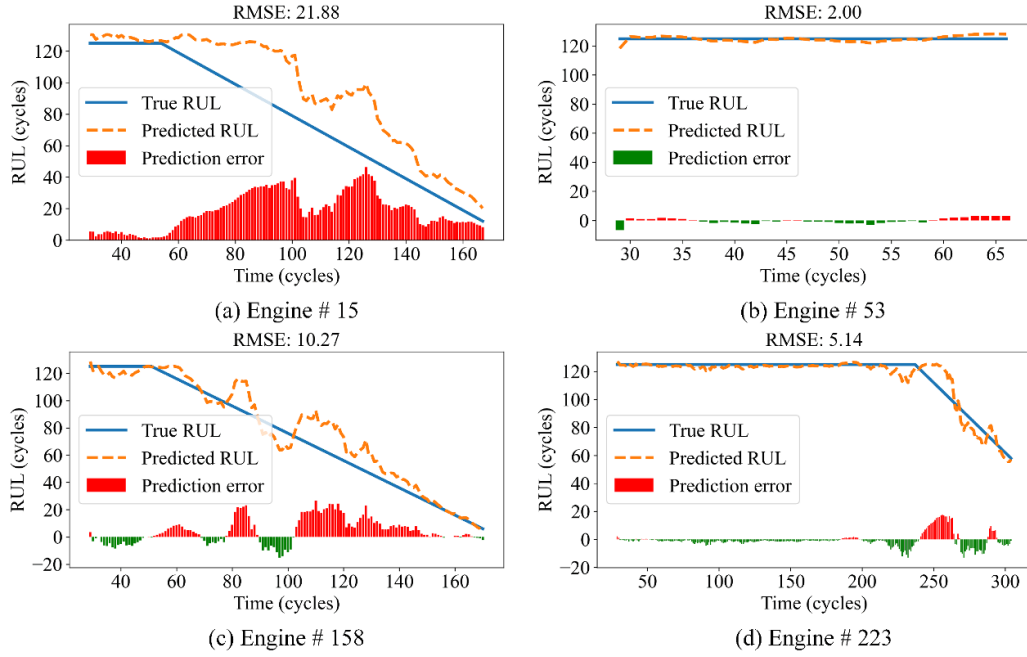 RMSE: 21.88
RUL (cycles)
120
100
80
60
40
20
0
True RUL
Predicted RUL
Prediction error
40 60 80 100 120 140 160
Time (cycles)
(a) Engine # 15
RMSE: 2.00
RUL (cycles)
120
100
80
60
40
20
0
True RUL
Predicted RUL
Prediction error
30 35 40 45 50 55 60 65
Time (cycles)
(b) Engine # 53
RMSE: 10.27
RUL (cycles)
120
100
80
60
40
20
0
−20
True RUL
Predicted RUL
Prediction error
40 60 80 100 120 140 160
Time (cycles)
(c) Engine # 158
RMSE: 5.14
RUL (cycles)
120
100
80
60
40
20
0
−20
True RUL
Predicted RUL
Prediction error
50 100 150 200 250 300
Time (cycles)
(d) Engine # 223